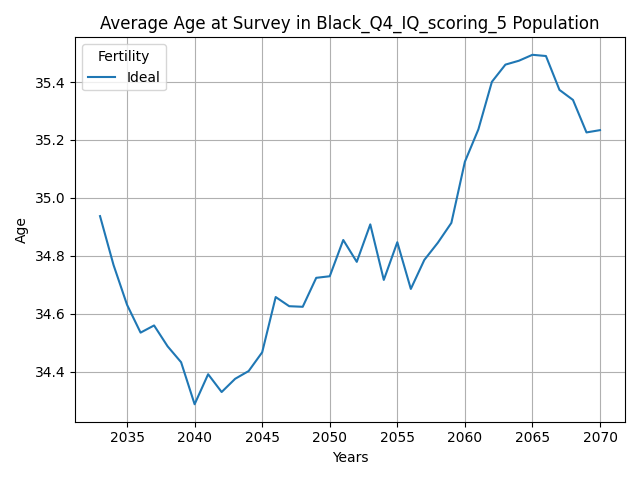 Average Age at Survey in Black_Q4_IQ_scoring_5 Population
Fertility
Ideal
35.4
35.2
35.0
34.8
34.6
34.4
Age
2035 2040 2045 2050 2055 2060 2065 2070
Years